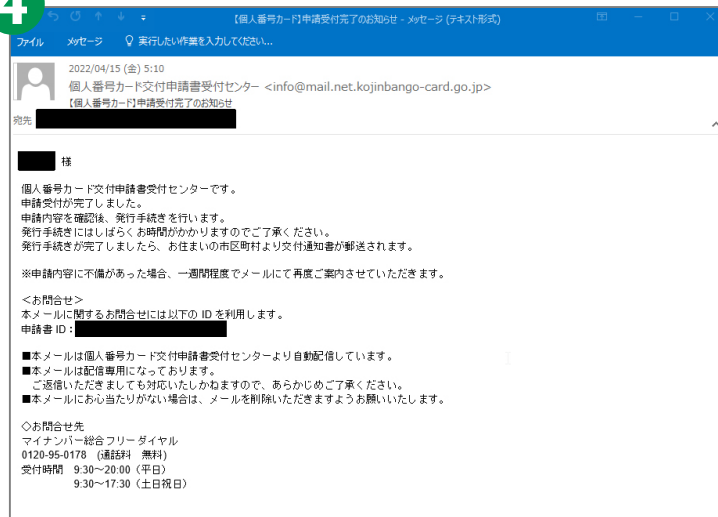 4
【個人番号カード】申請受付完了のお知らせ - メッセージ (テキスト形式)
ファイル メッセージ 実行したい作業を入力してください...
2022/04/15 (金) 5:10
個人番号カード交付申請書受付センター <info@mail.net.kojinbango-card.go.jp>
【個人番号カード】申請受付完了のお知らせ
宛先
様
個人番号カード交付申請書受付センターです。
申請受付が完了しました。
申請内容を確認後、発行手続きを行います。
発行手続きにはしばらくお時間がかかりますのでご了承ください。
発行手続きが完了しましたら、お住まいの市区町村より交付通知書が郵送されます。
※申請内容に不備があった場合、一週間程度でメールにて再度ご案内させていただきます。
<お問合せ>
本メールに関するお問合せには以下の ID を利用します。
申請書 ID：
■本メールは個人番号カード交付申請書受付センターより自動配信しています。
■本メールは配信専用になっております。
ご返信いただきましても対応いたしかねますので、あらかじめご了承ください。
■本メールにお心当たりがない場合は、メールを削除いただきますようお願いいたします。
◇お問合せ先
マイナンバー総合フリーダイヤル
0120-95-0178 (通話料 無料)
受付時間 9:30～20:00（平日）
9:30～17:30（土日祝日）